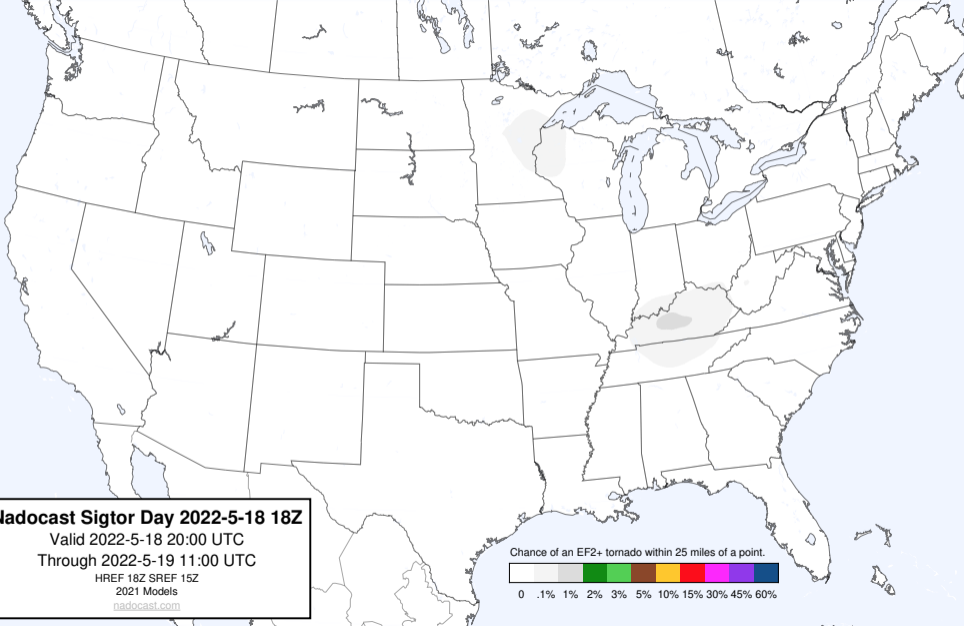 Nadocast Sigtor Day 2022-5-18 18Z
Valid 2022-5-18 20:00 UTC
Through 2022-5-19 11:00 UTC
HREF 18Z SREF 15Z
2021 Models
nadocast.com
Chance of an EF2+ tornado within 25 miles of a point.
0 .1% 1% 2% 3% 5% 10% 15% 30% 45% 60%